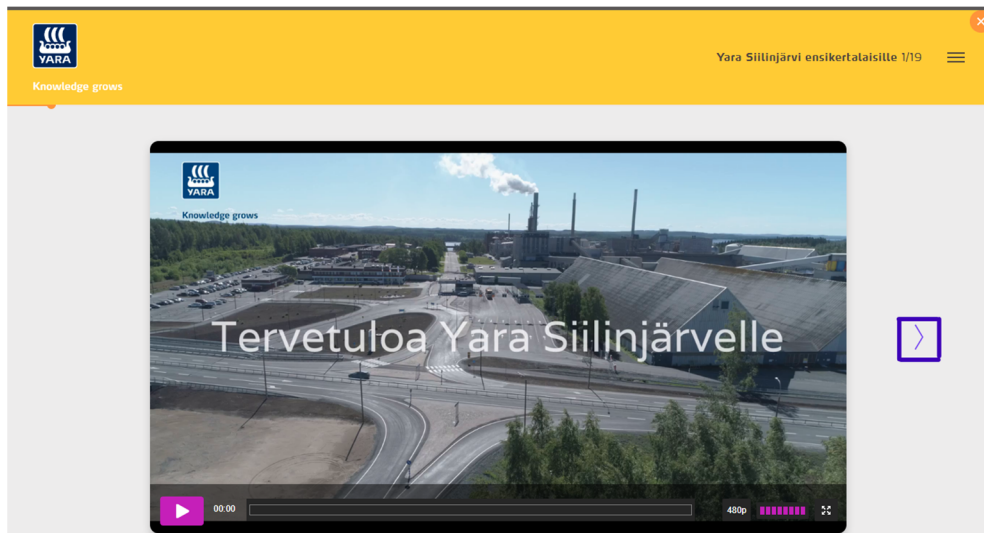 YARA
Knowledge grows
Yara Siilinjärvi ensikertalaisille 1/19
YARA
Knowledge grows
Tervetuloa Yara Siilinjärvelle
00:00
480p